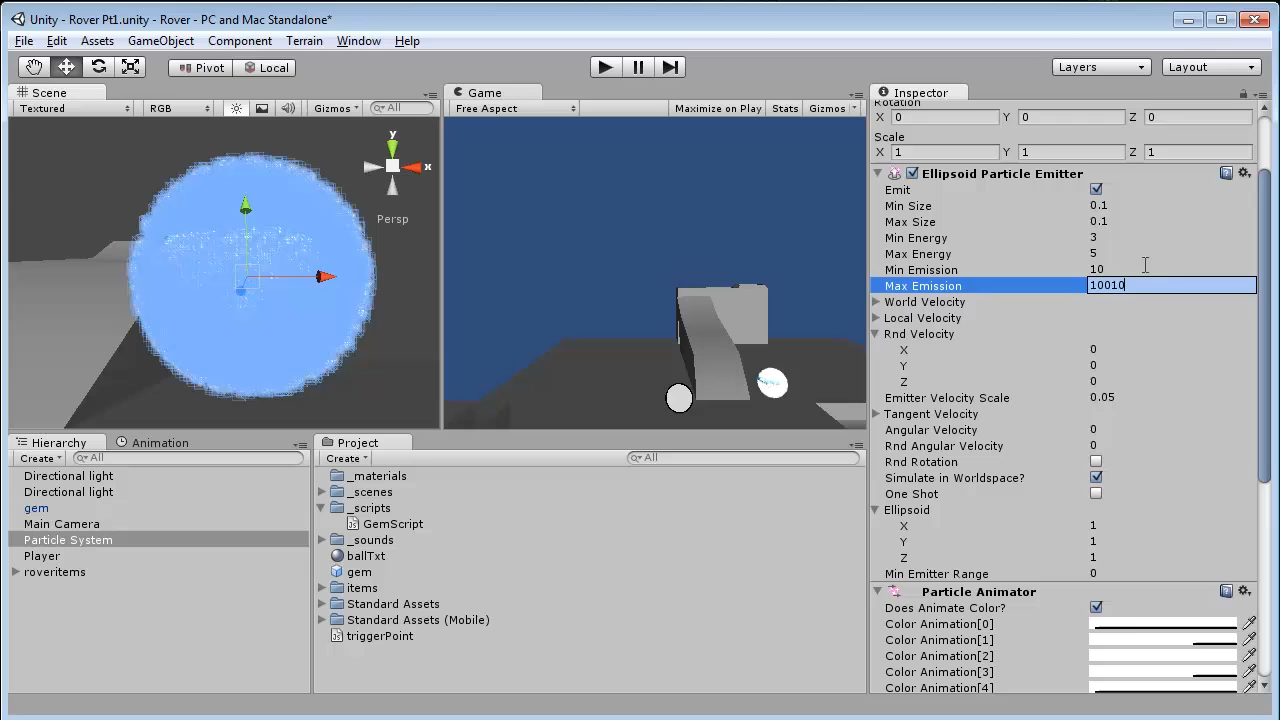 Unity - Rover Pt1.unity - Rover - PC and Mac Standalone*
File Edit Assets GameObject Component Terrain Window Help
Pivot Local Layers Layout
Scene Game Inspector
Textured RGB Gizmos All Free Aspect Maximize on Play Stats Gizmos
Rotation
X 0 Y 0 Z 0
Scale
X 1 Y 1 Z 1
y
x
Persp
Ellipsoid Particle Emitter
Emit
Min Size 0.1
Max Size 0.1
Min Energy 3
Max Energy 5
Min Emission 10
Max Emission 10010
World Velocity
Local Velocity
Rnd Velocity
X 0
Y 0
Z 0
Emitter Velocity Scale 0.05
Tangent Velocity
Angular Velocity 0
Rnd Angular Velocity 0
Rnd Rotation
Simulate in Worldspace?
One Shot
Ellipsoid
X 1
Y 1
Z 1
Min Emitter Range 0
Particle Animator
Does Animate Color?
Color Animation[0]
Color Animation[1]
Color Animation[2]
Color Animation[3]
Color Animation[4]
Hierarchy Animation
Create All
Directional light
Directional light
gem
Main Camera
Particle System
Player
roveritems
Project
Create All
_materials
_scenes
_scripts
GemScript
_sounds
ballTxt
gem
items
Standard Assets
Standard Assets (Mobile)
triggerPoint